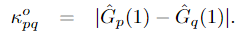 κ^o_{pq} = |Ĝ_p(1) − Ĝ_q(1)|.